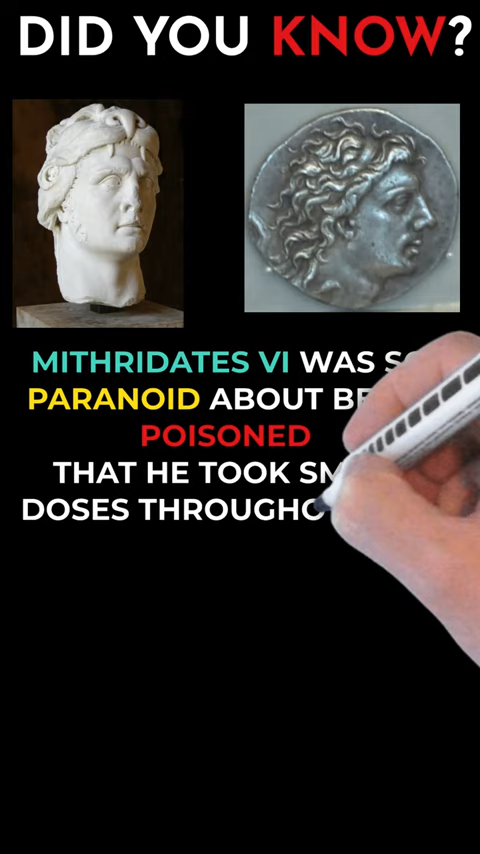 DID YOU KNOW?
MITHRIDATES VI WAS
PARANOID ABOUT
POISONED
THAT HE TOOK
DOSES